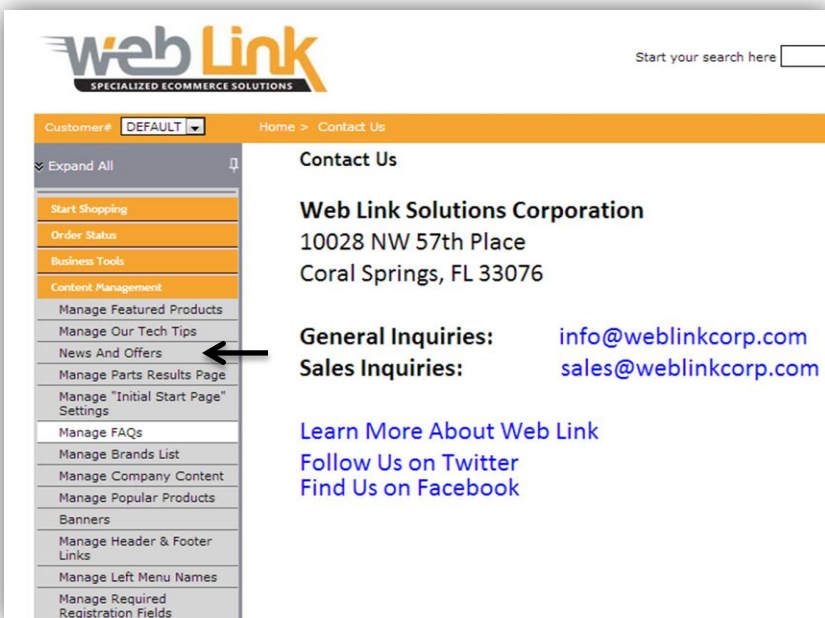 Web Link
SPECIALIZED ECOMMERCE SOLUTIONS
Start your search here
Customer# DEFAULT
Home > Contact Us
Expand All
Start Shopping
Order Status
Business Tools
Content Management
Manage Featured Products
Manage Our Tech Tips
News And Offers
Manage Parts Results Page
Manage "Initial Start Page"
Settings
Manage FAQs
Manage Brands List
Manage Company Content
Manage Popular Products
Banners
Manage Header & Footer
Links
Manage Left Menu Names
Manage Required
Registration Fields
Contact Us
Web Link Solutions Corporation
10028 NW 57th Place
Coral Springs, FL 33076
General Inquiries: info@weblinkcorp.com
Sales Inquiries: sales@weblinkcorp.com
Learn More About Web Link
Follow Us on Twitter
Find Us on Facebook